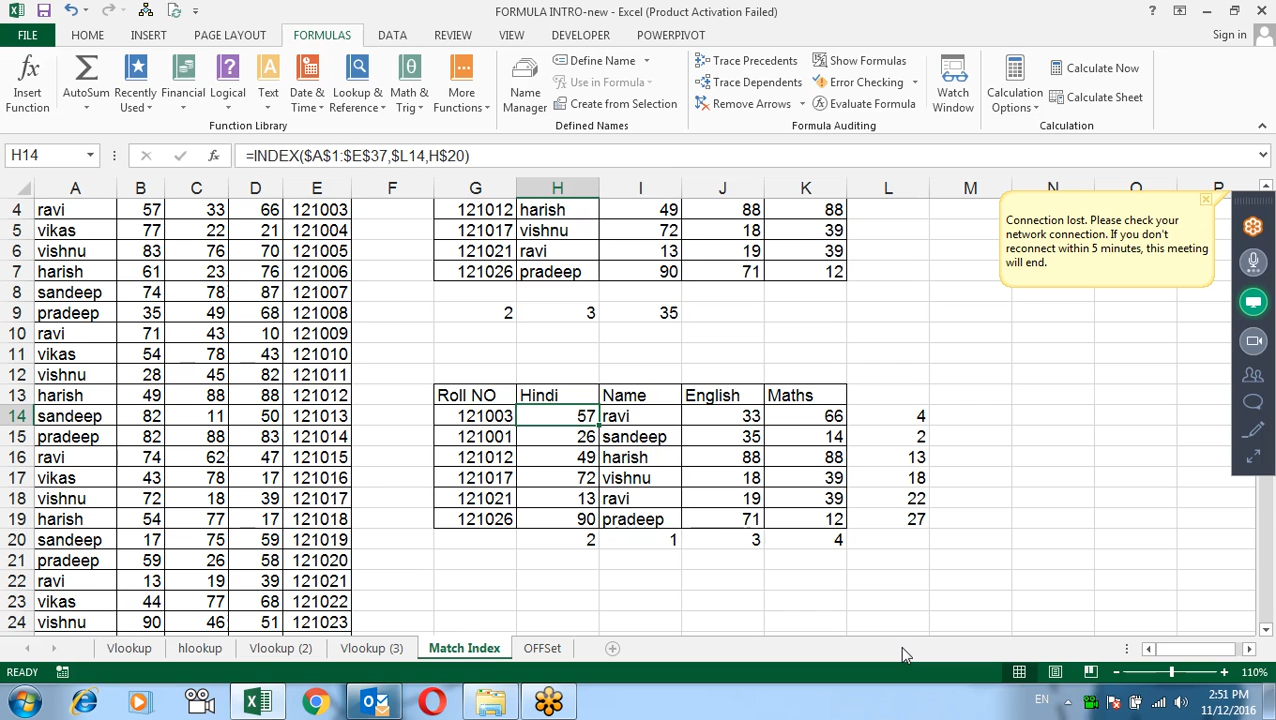 FORMULA INTRO-new - Excel (Product Activation Failed)
FILE HOME INSERT PAGE LAYOUT FORMULAS DATA REVIEW VIEW DEVELOPER POWERPIVOT Sign in
Insert Function
AutoSum
Recently Used
Financial
Logical
Text
Date & Time
Lookup & Reference
Math & Trig
More Functions
Function Library
Name Manager
Define Name
Use in Formula
Create from Selection
Defined Names
Trace Precedents
Trace Dependents
Remove Arrows
Show Formulas
Error Checking
Evaluate Formula
Formula Auditing
Watch Window
Calculation Options
Calculate Now
Calculate Sheet
Calculation
H14 =INDEX($A$1:$E$37,$L14,H$20)
A B C D E F G H I J K L M N O P
4 ravi 57 33 66 121003 121012 harish 49 88 88
5 vikas 77 22 21 121004 121017 vishnu 72 18 39
6 vishnu 83 76 70 121005 121021 ravi 13 19 39
7 harish 61 23 76 121006 121026 pradeep 90 71 12
8 sandeep 74 78 87 121007
9 pradeep 35 49 68 121008 2 3 35
10 ravi 71 43 10 121009
11 vikas 54 78 43 121010
12 vishnu 28 45 82 121011
13 harish 49 88 88 121012 Roll NO Hindi Name English Maths
14 sandeep 82 11 50 121013 121003 57 ravi 33 66 4
15 pradeep 82 88 83 121014 121001 26 sandeep 35 14 2
16 ravi 74 62 47 121015 121012 49 harish 88 88 13
17 vikas 43 78 17 121016 121017 72 vishnu 18 39 18
18 vishnu 72 18 39 121017 121021 13 ravi 19 39 22
19 harish 54 77 17 121018 121026 90 pradeep 71 12 27
20 sandeep 17 75 59 121019 2 1 3 4
21 pradeep 59 26 58 121020
22 ravi 13 19 39 121021
23 vikas 44 77 68 121022
24 vishnu 90 46 51 121023
Connection lost. Please check your
network connection. If you don't
reconnect within 5 minutes, this meeting
will end.
Vlookup hlookup Vlookup (2) Vlookup (3) Match Index OFFSet
READY 110%
EN 2:51 PM
11/12/2016